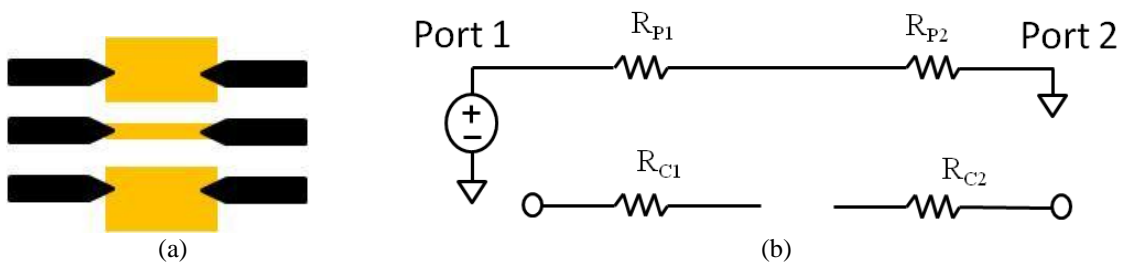 Port 1
R_P1
R_P2
Port 2
+
−
R_C1
R_C2
(a)
(b)